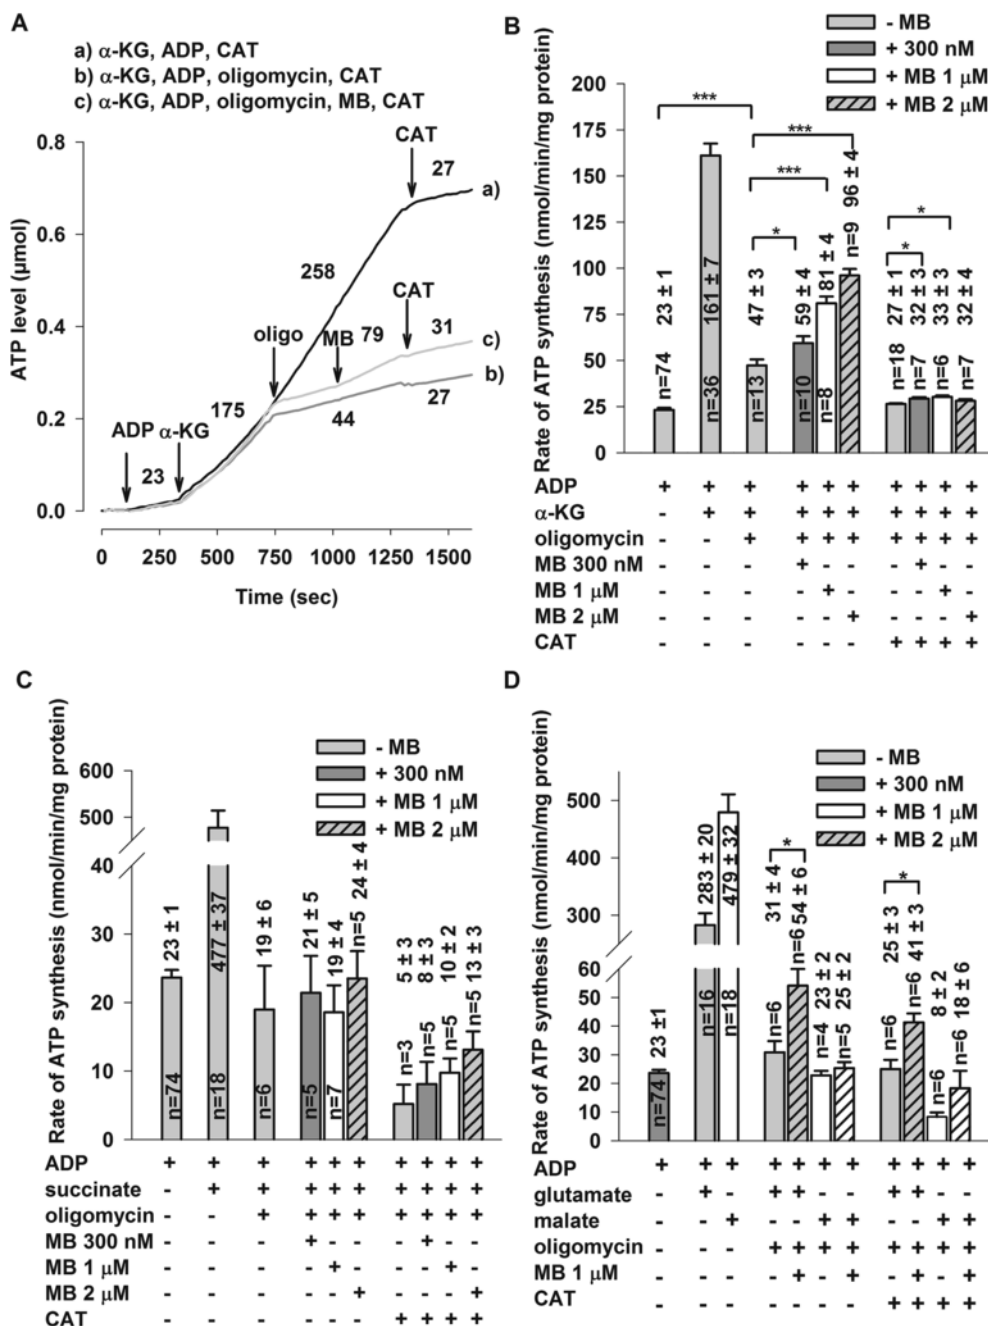 A
a) α-KG, ADP, CAT
b) α-KG, ADP, oligomycin, CAT
c) α-KG, ADP, oligomycin, MB, CAT
ATP level (µmol)
0.8
0.6
0.4
0.2
0.0
CAT
27
a)
258
CAT
oligo
MB
79
31
c)
b)
175
44
27
ADP α-KG
23
0 250 500 750 1000 1250 1500
Time (sec)
B
- MB
+ 300 nM
+ MB 1 µM
+ MB 2 µM
Rate of ATP synthesis (nmol/min/mg protein)
200
175
150
125
100
75
50
25
0
***
***
***
*
*
*
23 ± 1
161 ± 7
47 ± 3
59 ± 4
81 ± 4
96 ± 4
27 ± 1
32 ± 3
33 ± 3
32 ± 4
n=74
n=36
n=13
n=10
n=8
n=9
n=18
n=7
n=6
n=7
ADP + + + + + + + + + +
α-KG - + + + + + + + + +
oligomycin - - + + + + + + + +
MB 300 nM - - - + - - - + - -
MB 1 µM - - - - + - - - + -
MB 2 µM - - - - - + - - - +
CAT - - - - - - + + + +
C
- MB
+ 300 nM
+ MB 1 µM
+ MB 2 µM
Rate of ATP synthesis (nmol/min/mg protein)
600
500
40
30
20
10
0
23 ± 1
477 ± 37
19 ± 6
21 ± 5
19 ± 4
24 ± 4
5 ± 3
8 ± 3
10 ± 2
13 ± 3
n=74
n=18
n=6
n=5
n=7
n=5
n=3
n=5
n=5
n=5
ADP + + + + + + + + + +
succinate - + + + + + + + + +
oligomycin - - + + + + + + + +
MB 300 nM - - - + - - - + - -
MB 1 µM - - - - + - - - + -
MB 2 µM - - - - - + - - - +
CAT - - - - - - + + + +
D
- MB
+ 300 nM
+ MB 1 µM
+ MB 2 µM
Rate of ATP synthesis (nmol/min/mg protein)
500
400
300
60
50
40
30
20
10
0
*
*
23 ±1
283 ± 20
479 ± 32
31 ± 4
54 ± 6
23 ± 2
25 ± 2
25 ± 3
41 ± 3
8 ± 2
18 ± 6
n=74
n=16
n=18
n=6
n=6
n=4
n=5
n=6
n=6
n=6
n=6
ADP + + + + + + + + + + +
glutamate - + - + + - - + + - -
malate - - + - - + + - - + +
oligomycin - - - + + + + + + + +
MB 1 µM - - - - + - + - + - +
CAT - - - - - - - + + + +